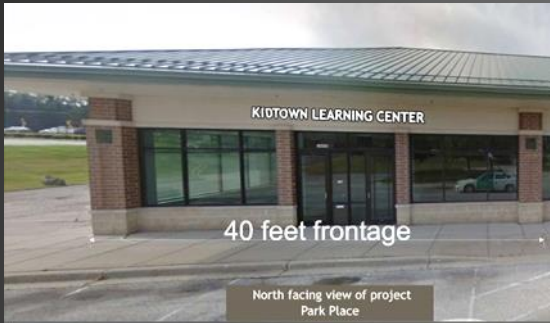 KIDTOWN LEARNING CENTER
40 feet frontage
North facing view of project
Park Place